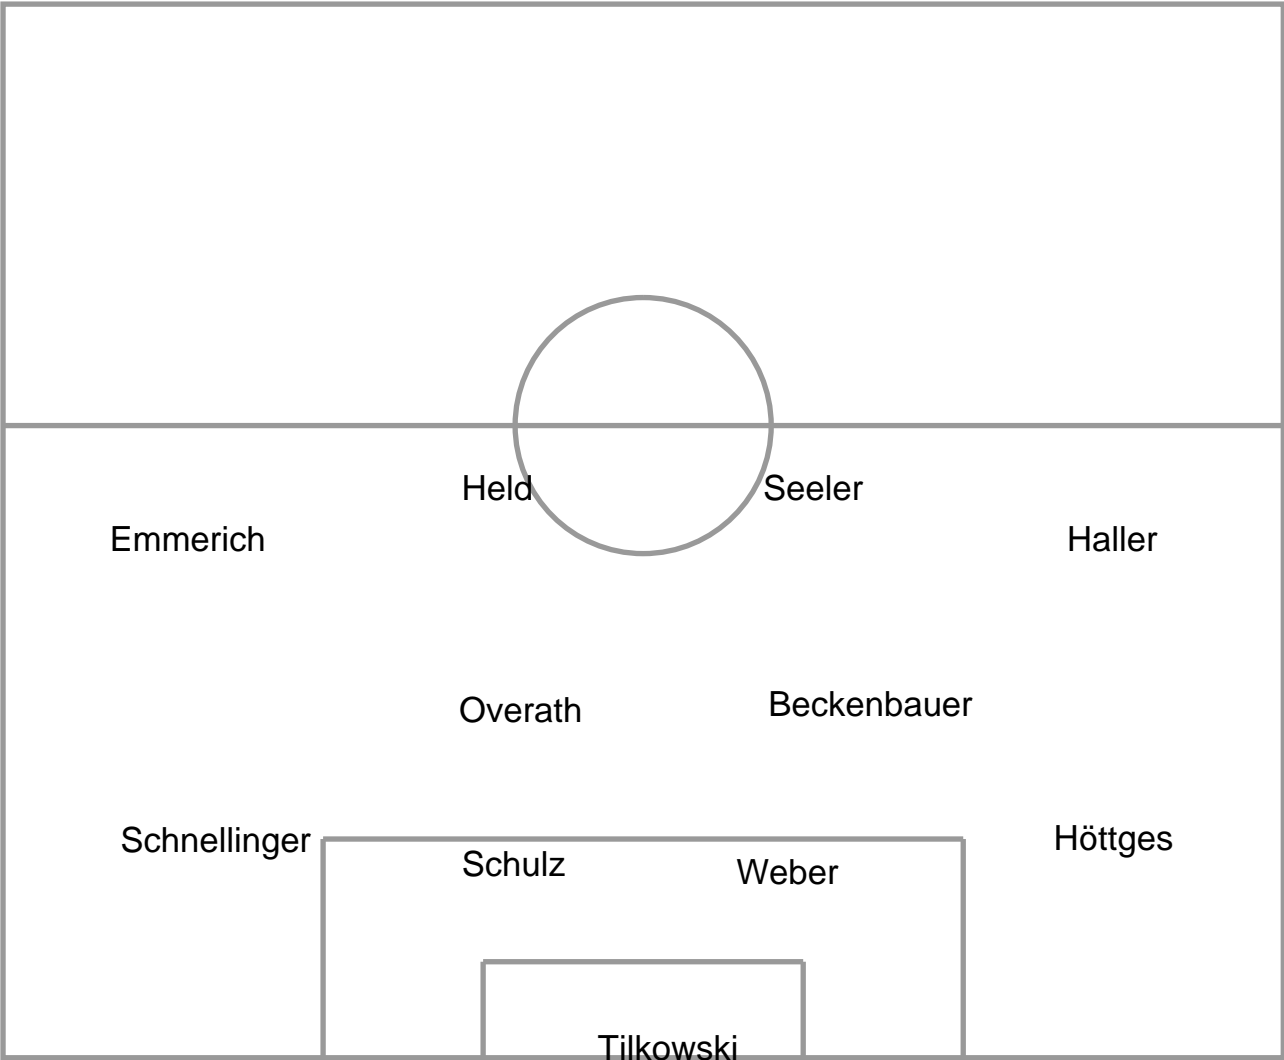 Held Seeler
Emmerich Haller
Overath Beckenbauer
Schnellinger Höttges
Schulz Weber
Tilkowski